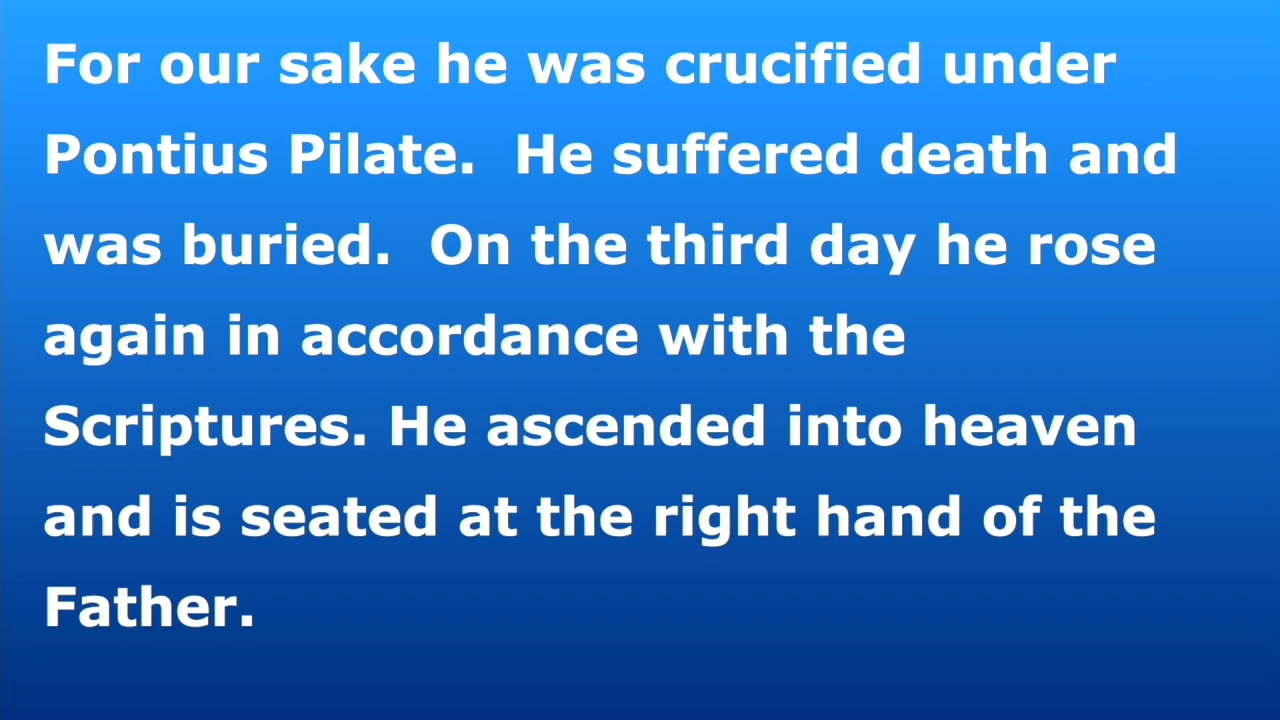 For our sake he was crucified under
Pontius Pilate.  He suffered death and
was buried.  On the third day he rose
again in accordance with the
Scriptures. He ascended into heaven
and is seated at the right hand of the
Father.